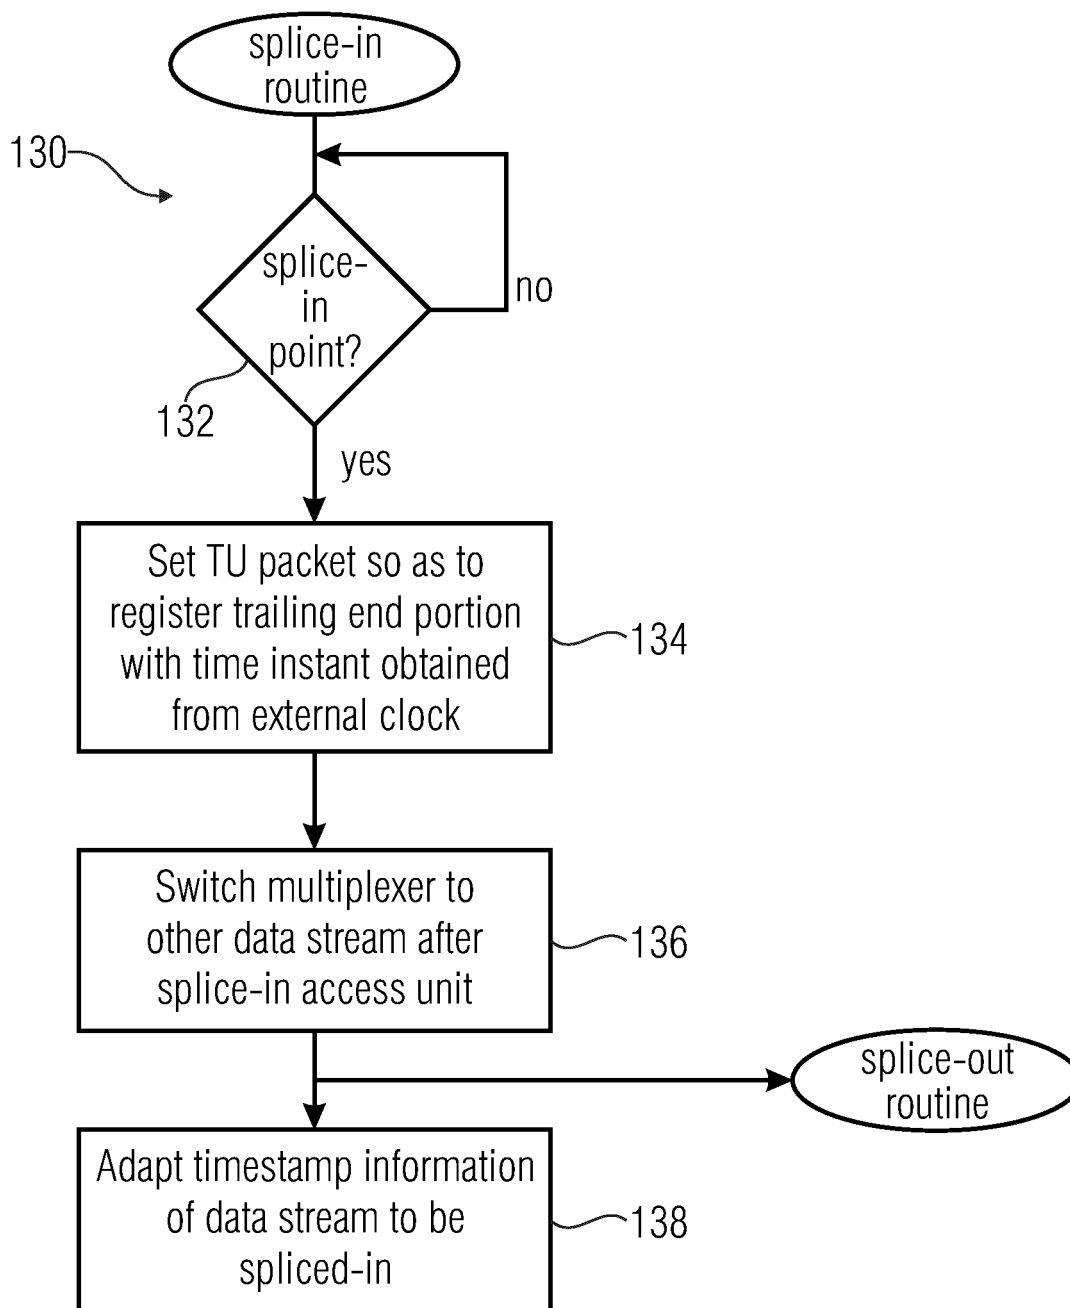 splice-in
routine
130
splice-
in
point?
no
132
yes
Set TU packet so as to
register trailing end portion
with time instant obtained
from external clock
134
Switch multiplexer to
other data stream after
splice-in access unit
136
splice-out
routine
Adapt timestamp information
of data stream to be
spliced-in
138